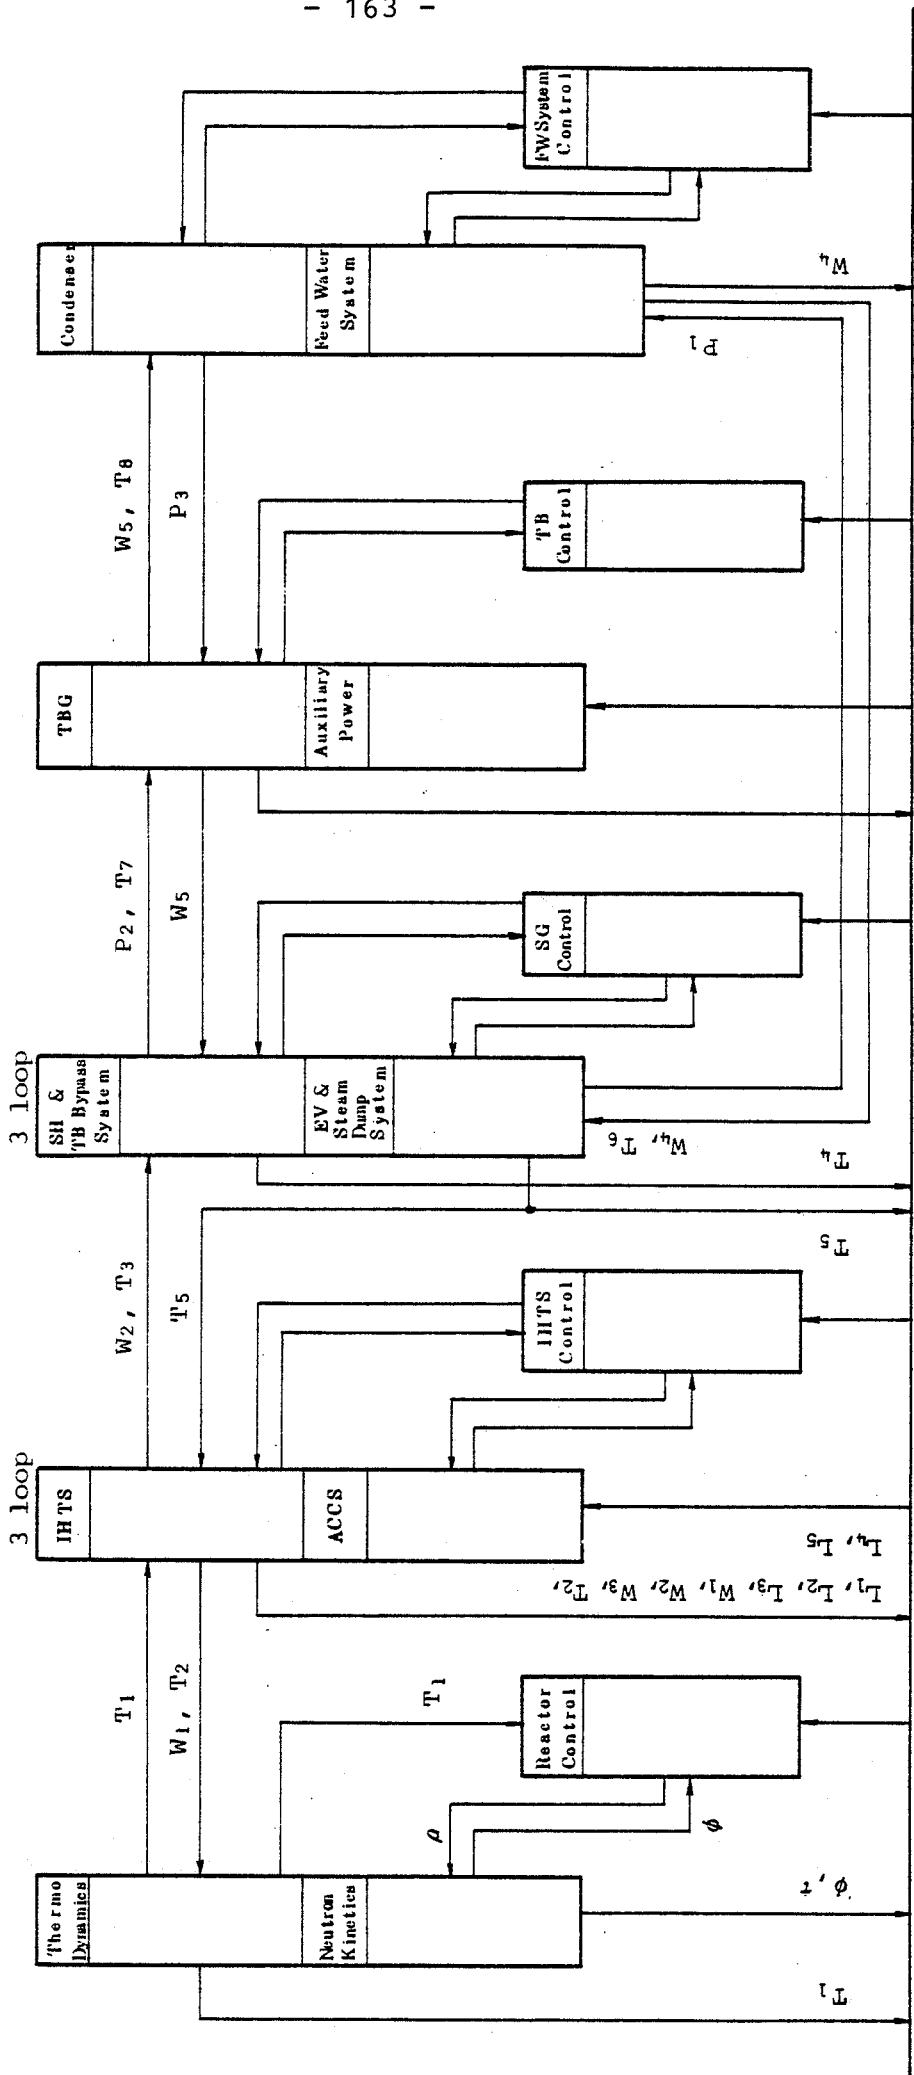 - 163 -
Thermo
Dynamics
Neutron
Kinetics
T1
W1, T2
T1
ρ
φ
Reactor
Control
φ, τ
T1
3 loop
IHTS
ACCS
W2, T3
T5
IHTS
Control
L1, L2, L3, W1, W2, W3, T2,
L4, L5
3 loop
SH &
TB Bypass
System
EV &
Steam
Dump
System
P2, T7
W5
SG
Control
W4, T6
T4
T5
TBG
Auxiliary
Power
W5, T8
P3
TB
Control
Condenser
Feed Water
System
FW System
Control
P1
W4